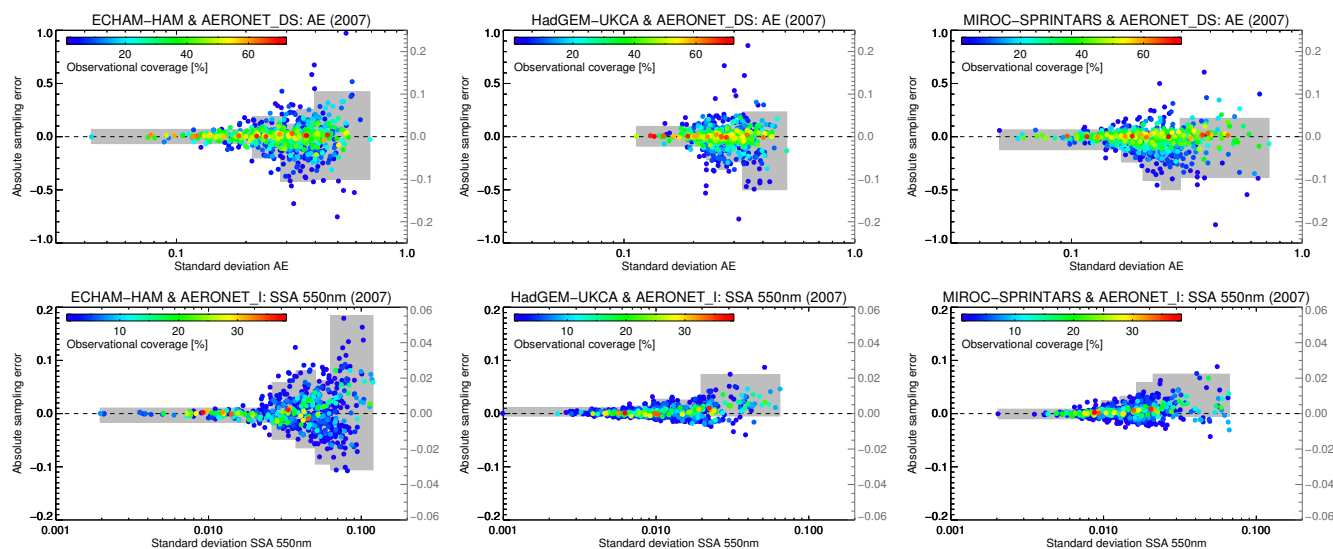 ECHAM−HAM & AERONET_DS: AE (2007)
HadGEM−UKCA & AERONET_DS: AE (2007)
MIROC−SPRINTARS & AERONET_DS: AE (2007)
1.0
0.5
0.0
−0.5
−1.0
Absolute sampling error
20 40 60
Observational coverage [%]
0.2
0.1
0.0
−0.1
−0.2
0.1 1.0
Standard deviation AE
1.0
0.5
0.0
−0.5
−1.0
Absolute sampling error
20 40 60
Observational coverage [%]
0.2
0.1
0.0
−0.1
−0.2
0.1 1.0
Standard deviation AE
1.0
0.5
0.0
−0.5
−1.0
Absolute sampling error
20 40 60
Observational coverage [%]
0.2
0.1
0.0
−0.1
−0.2
0.1 1.0
Standard deviation AE
ECHAM−HAM & AERONET_I: SSA 550nm (2007)
HadGEM−UKCA & AERONET_I: SSA 550nm (2007)
MIROC−SPRINTARS & AERONET_I: SSA 550nm (2007)
0.2
0.1
0.0
−0.1
−0.2
Absolute sampling error
10 20 30
Observational coverage [%]
0.06
0.04
0.02
0.00
−0.02
−0.04
−0.06
0.001 0.010 0.100
Standard deviation SSA 550nm
0.2
0.1
0.0
−0.1
−0.2
Absolute sampling error
10 20 30
Observational coverage [%]
0.06
0.04
0.02
0.00
−0.02
−0.04
−0.06
0.001 0.010 0.100
Standard deviation SSA 550nm
0.2
0.1
0.0
−0.1
−0.2
Absolute sampling error
10 20 30
Observational coverage [%]
0.06
0.04
0.02
0.00
−0.02
−0.04
−0.06
0.001 0.010 0.100
Standard deviation SSA 550nm